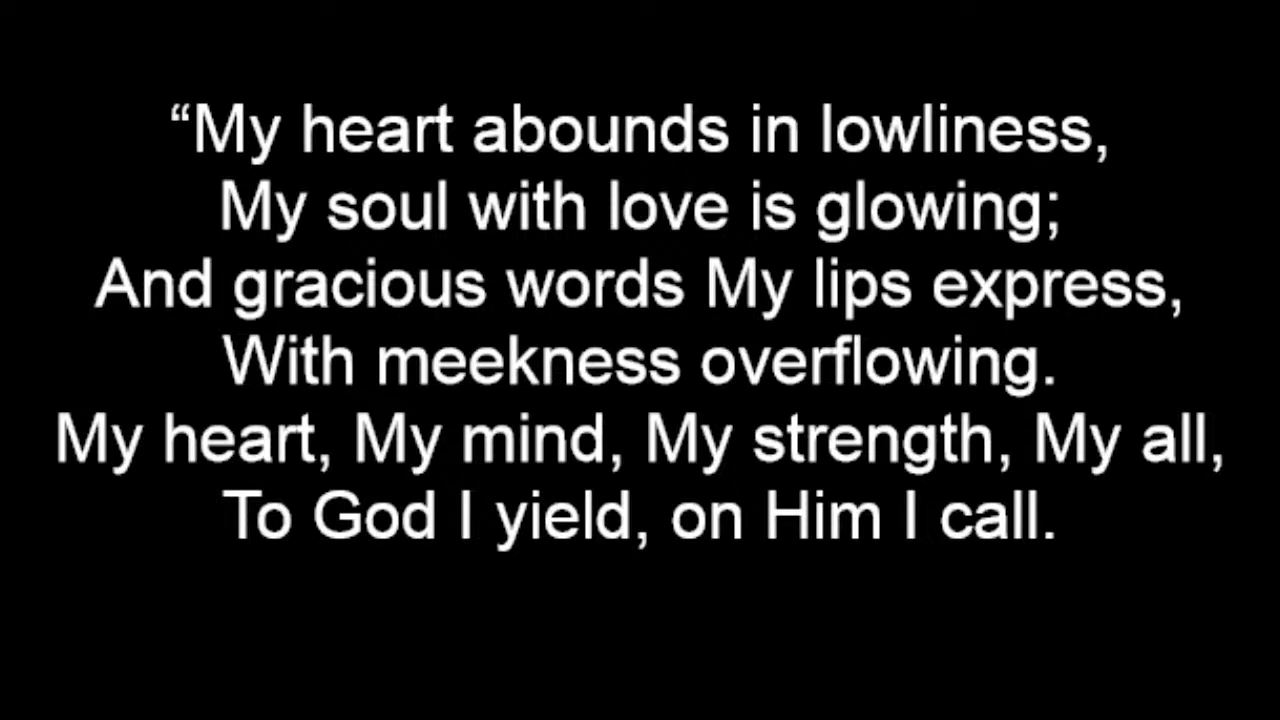 “My heart abounds in lowliness,
My soul with love is glowing;
And gracious words My lips express,
With meekness overflowing.
My heart, My mind, My strength, My all,
To God I yield, on Him I call.